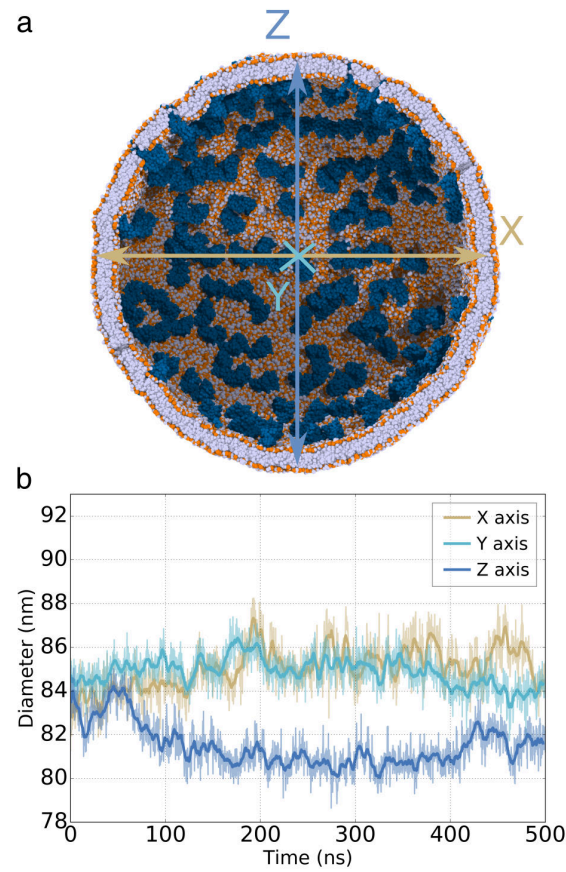 a
Z
X
Y
b
92
90
88
86
84
82
80
78
Diameter (nm)
X axis
Y axis
Z axis
0 100 200 300 400 500
Time (ns)